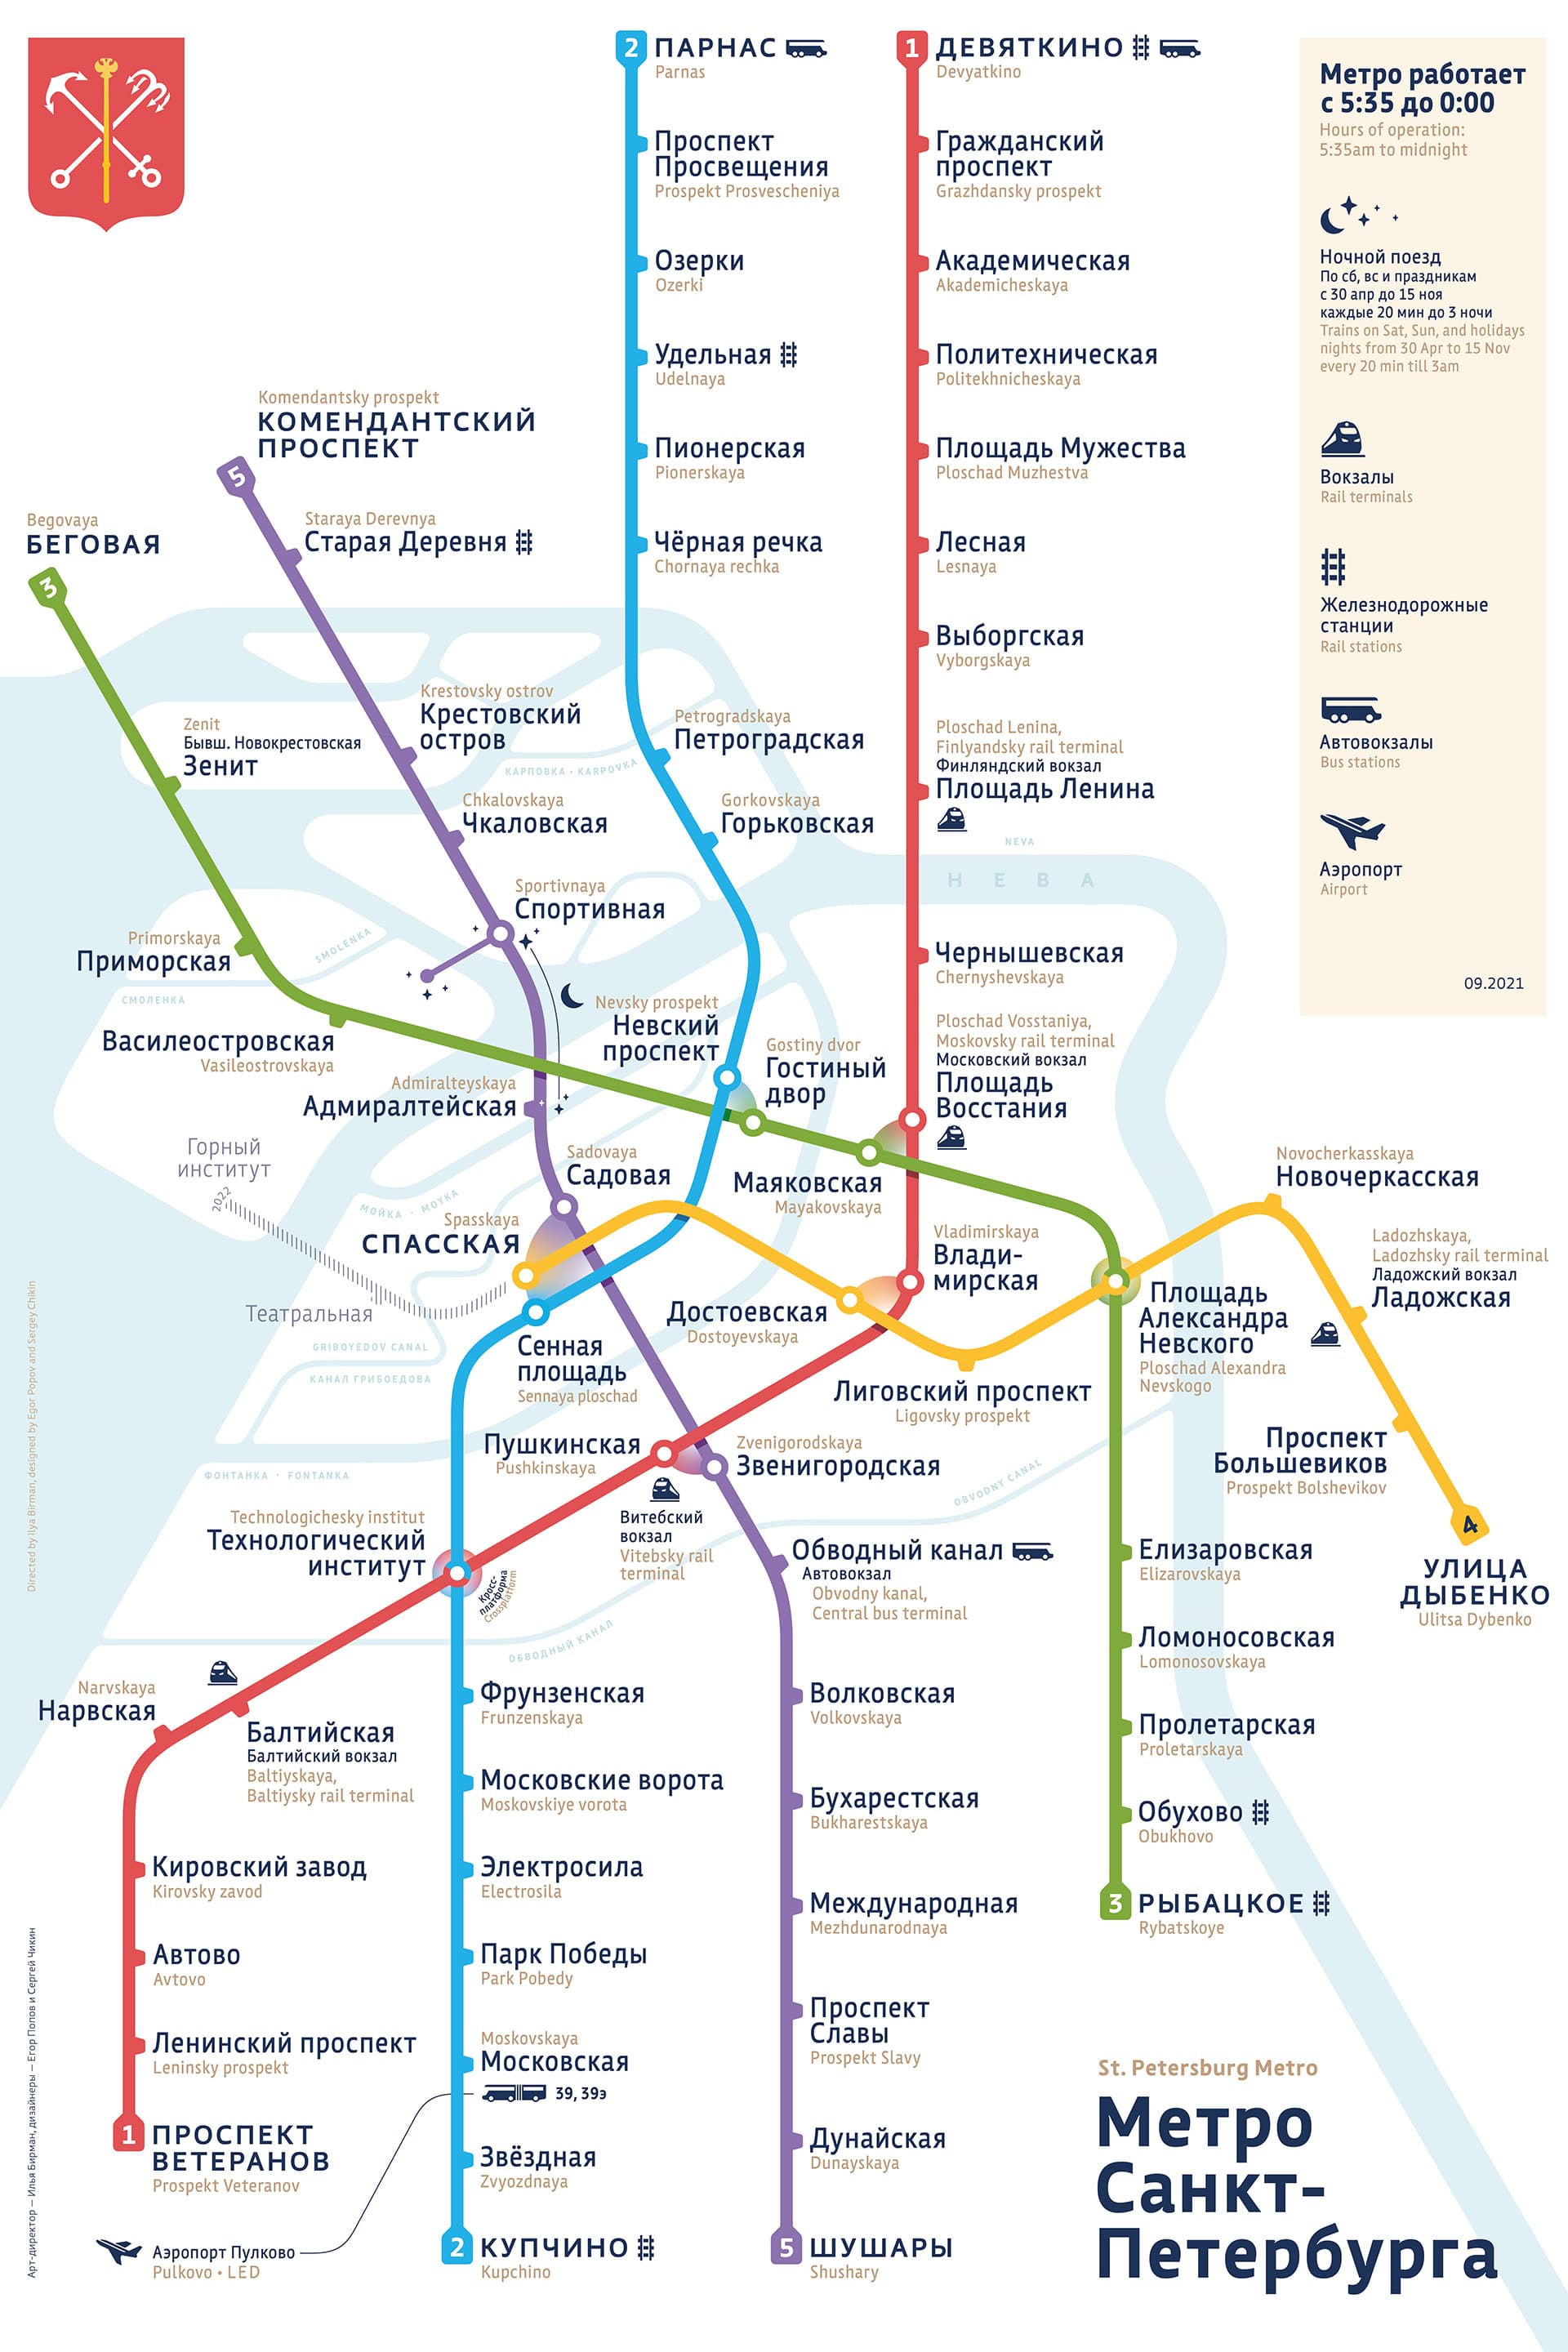 2 ПАРНАС
Parnas
Проспект
Просвещения
Prospekt Prosvescheniya
Озерки
Ozerki
Удельная
Udelnaya
Пионерская
Pionerskaya
Чёрная речка
Chornaya rechka
Petrogradskaya
Петроградская
Gorkovskaya
Горьковская
1 ДЕВЯТКИНО
Devyatkino
Гражданский
проспект
Grazhdansky prospekt
Академическая
Akademicheskaya
Политехническая
Politekhnicheskaya
Площадь Мужества
Ploschad Muzhestva
Лесная
Lesnaya
Выборгская
Vyborgskaya
Ploschad Lenina,
Finlyandsky rail terminal
Финляндский вокзал
Площадь Ленина
NEVA
НЕВА
Чернышевская
Chernyshevskaya
Ploschad Vosstaniya,
Moskovsky rail terminal
Московский вокзал
Площадь
Восстания
Метро работает
с 5:35 до 0:00
Hours of operation:
5:35am to midnight
Ночной поезд
По сб, вс и праздникам
с 30 апр до 15 ноя
каждые 20 мин до 3 ночи
Trains on Sat, Sun, and holidays
nights from 30 Apr to 15 Nov
every 20 min till 3am
Вокзалы
Rail terminals
Железнодорожные
станции
Rail stations
Автовокзалы
Bus stations
Аэропорт
Airport
09.2021
Komendantsky prospekt
КОМЕНДАНТСКИЙ
ПРОСПЕКТ
5
Staraya Derevnya
Старая Деревня
Begovaya
БЕГОВАЯ
3
Krestovsky ostrov
Крестовский
остров
Zenit
Бывш. Новокрестовская
Зенит
КАРПОВКА • KARPOVKA
Chkalovskaya
Чкаловская
Sportivnaya
Спортивная
Primorskaya
Приморская
SMOLENKA
СМОЛЕНКА
Василеостровская
Vasileostrovskaya
Nevsky prospekt
Невский
проспект
Gostiny dvor
Гостиный
двор
Admiralteyskaya
Адмиралтейская
Горный
институт
2022
Театральная
МОЙКА • MOYKA
Sadovaya
Садовая
Spasskaya
СПАССКАЯ
Маяковская
Mayakovskaya
Vladimirskaya
Влади-
мирская
Достоевская
Dostoyevskaya
Novocherkasskaya
Новочеркасская
Ladozhskaya,
Ladozhsky rail terminal
Ладожский вокзал
Ладожская
Площадь
Александра
Невского
Ploschad Alexandra
Nevskogo
GRIBOYEDOV CANAL
КАНАЛ ГРИБОЕДОВА
Сенная
площадь
Sennaya ploschad
Лиговский проспект
Ligovsky prospekt
Проспект
Большевиков
Prospekt Bolshevikov
Пушкинская
Pushkinskaya
Zvenigorodskaya
Звенигородская
ФОНТАНКА • FONTANKA
OBVODNY CANAL
Витебский
вокзал
Vitebsky rail
terminal
Technologichesky institut
Технологический
институт
Кросс-
платформа
Crossplatform
Обводный канал
Автовокзал
Obvodny kanal,
Central bus terminal
ОБВОДНЫЙ КАНАЛ
4
УЛИЦА
ДЫБЕНКО
Ulitsa Dybenko
Елизаровская
Elizarovskaya
Ломоносовская
Lomonosovskaya
Пролетарская
Proletarskaya
Обухово
Obukhovo
3 РЫБАЦКОЕ
Rybatskoye
Narvskaya
Нарвская
Балтийская
Балтийский вокзал
Baltiyskaya,
Baltiysky rail terminal
Кировский завод
Kirovsky zavod
Автово
Avtovo
Ленинский проспект
Leninsky prospekt
1 ПРОСПЕКТ
ВЕТЕРАНОВ
Prospekt Veteranov
Аэропорт Пулково
Pulkovo • LED
Фрунзенская
Frunzenskaya
Московские ворота
Moskovskiye vorota
Электросила
Electrosila
Парк Победы
Park Pobedy
Moskovskaya
Московская
39, 39э
Звёздная
Zvyozdnaya
2 КУПЧИНО
Kupchino
Волковская
Volkovskaya
Бухарестская
Bukharestskaya
Международная
Mezhdunarodnaya
Проспект
Славы
Prospekt Slavy
Дунайская
Dunayskaya
5 ШУШАРЫ
Shushary
St. Petersburg Metro
Метро
Санкт-
Петербурга
Directed by Ilya Birman, designed by Egor Popov and Sergey Chikin
Арт-директор — Илья Бирман, дизайнеры — Егор Попов и Сергей Чикин